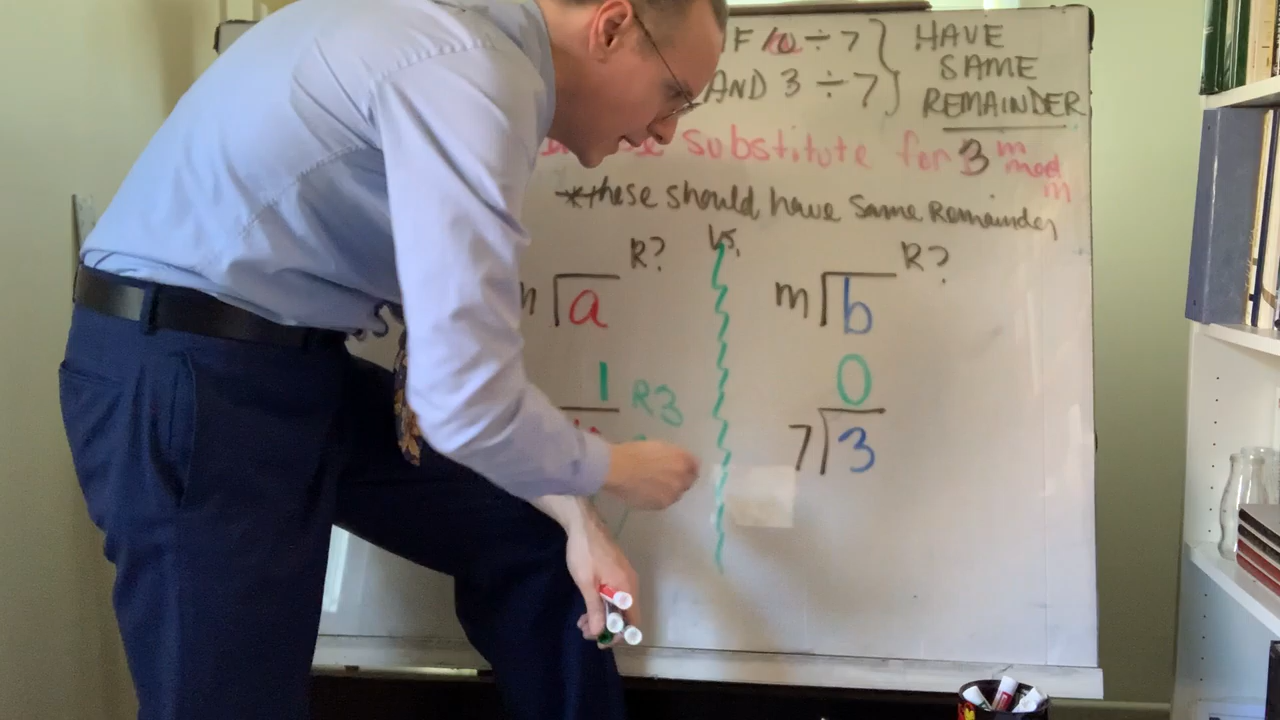 F 10 ÷ 7 } HAVE
AND 3 ÷ 7 } SAME
REMAINDER
substitute for 3 m
mod
m
*these should have same Remainder
R? vs. R?
a m b
1 R3 0
7 3